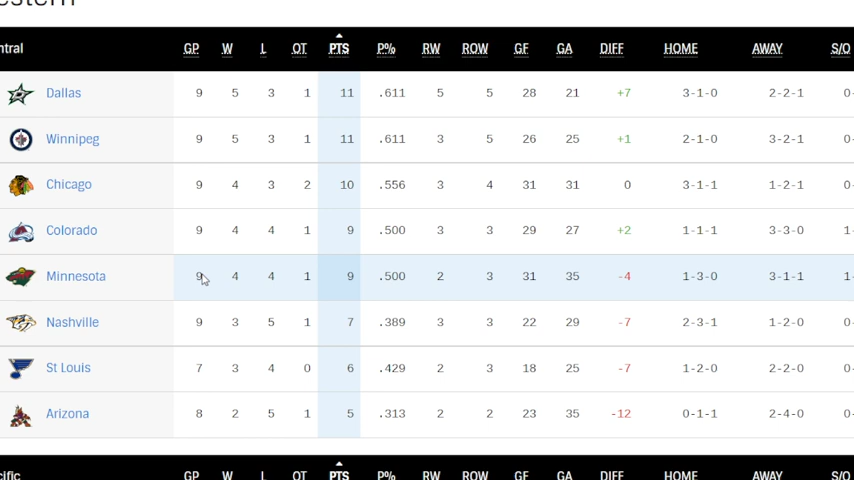 estern
ntral GP W L OT PTS P% RW ROW GF GA DIFF HOME AWAY S/O
Dallas 9 5 3 1 11 .611 5 5 28 21 +7 3-1-0 2-2-1 0-
Winnipeg 9 5 3 1 11 .611 3 5 26 25 +1 2-1-0 3-2-1 0-
Chicago 9 4 3 2 10 .556 3 4 31 31 0 3-1-1 1-2-1 0-
Colorado 9 4 4 1 9 .500 3 3 29 27 +2 1-1-1 3-3-0 1-
Minnesota 9 4 4 1 9 .500 2 3 31 35 -4 1-3-0 3-1-1 1-
Nashville 9 3 5 1 7 .389 3 3 22 29 -7 2-3-1 1-2-0 0-
St Louis 7 3 4 0 6 .429 2 3 18 25 -7 1-2-0 2-2-0 0-
Arizona 8 2 5 1 5 .313 2 2 23 35 -12 0-1-1 2-4-0 0-
cific GP W L OT PTS P% RW ROW GF GA DIFF HOME AWAY S/O